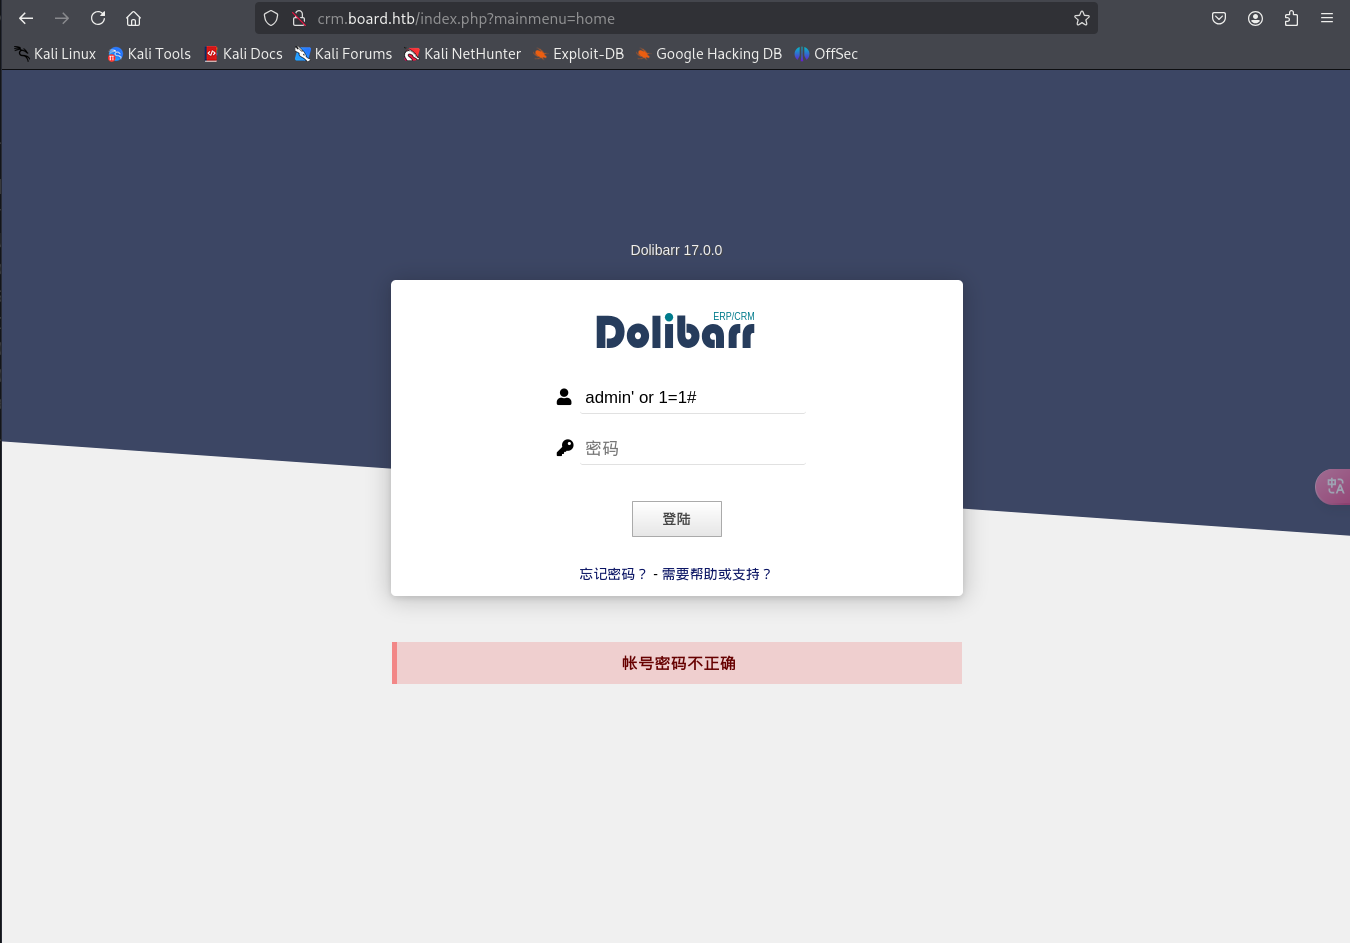 crm.board.htb/index.php?mainmenu=home
Kali Linux Kali Tools Kali Docs Kali Forums Kali NetHunter Exploit-DB Google Hacking DB OffSec
Dolibarr 17.0.0
Dolibarr ERP/CRM
admin' or 1=1#
密码
登陆
忘记密码？ - 需要帮助或支持？
中A
帐号密码不正确